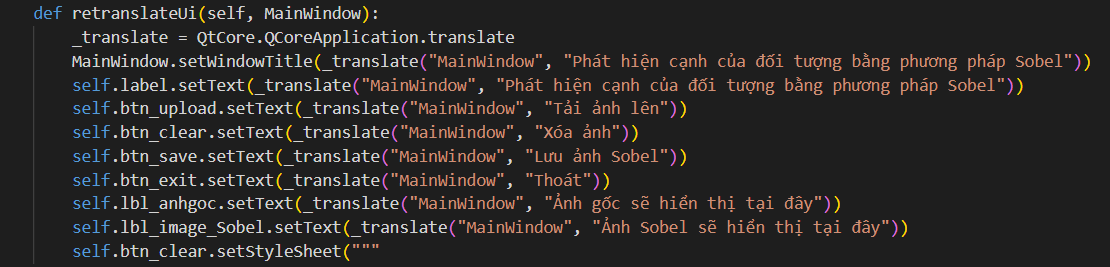 def retranslateUi(self, MainWindow):
    _translate = QtCore.QCoreApplication.translate
    MainWindow.setWindowTitle(_translate("MainWindow", "Phát hiện cạnh của đối tượng bằng phương pháp Sobel"))
    self.label.setText(_translate("MainWindow", "Phát hiện cạnh của đối tượng bằng phương pháp Sobel"))
    self.btn_upload.setText(_translate("MainWindow", "Tải ảnh lên"))
    self.btn_clear.setText(_translate("MainWindow", "Xóa ảnh"))
    self.btn_save.setText(_translate("MainWindow", "Lưu ảnh Sobel"))
    self.btn_exit.setText(_translate("MainWindow", "Thoát"))
    self.lbl_anhgoc.setText(_translate("MainWindow", "Ảnh gốc sẽ hiển thị tại đây"))
    self.lbl_image_Sobel.setText(_translate("MainWindow", "Ảnh Sobel sẽ hiển thị tại đây"))
    self.btn_clear.setStyleSheet("""